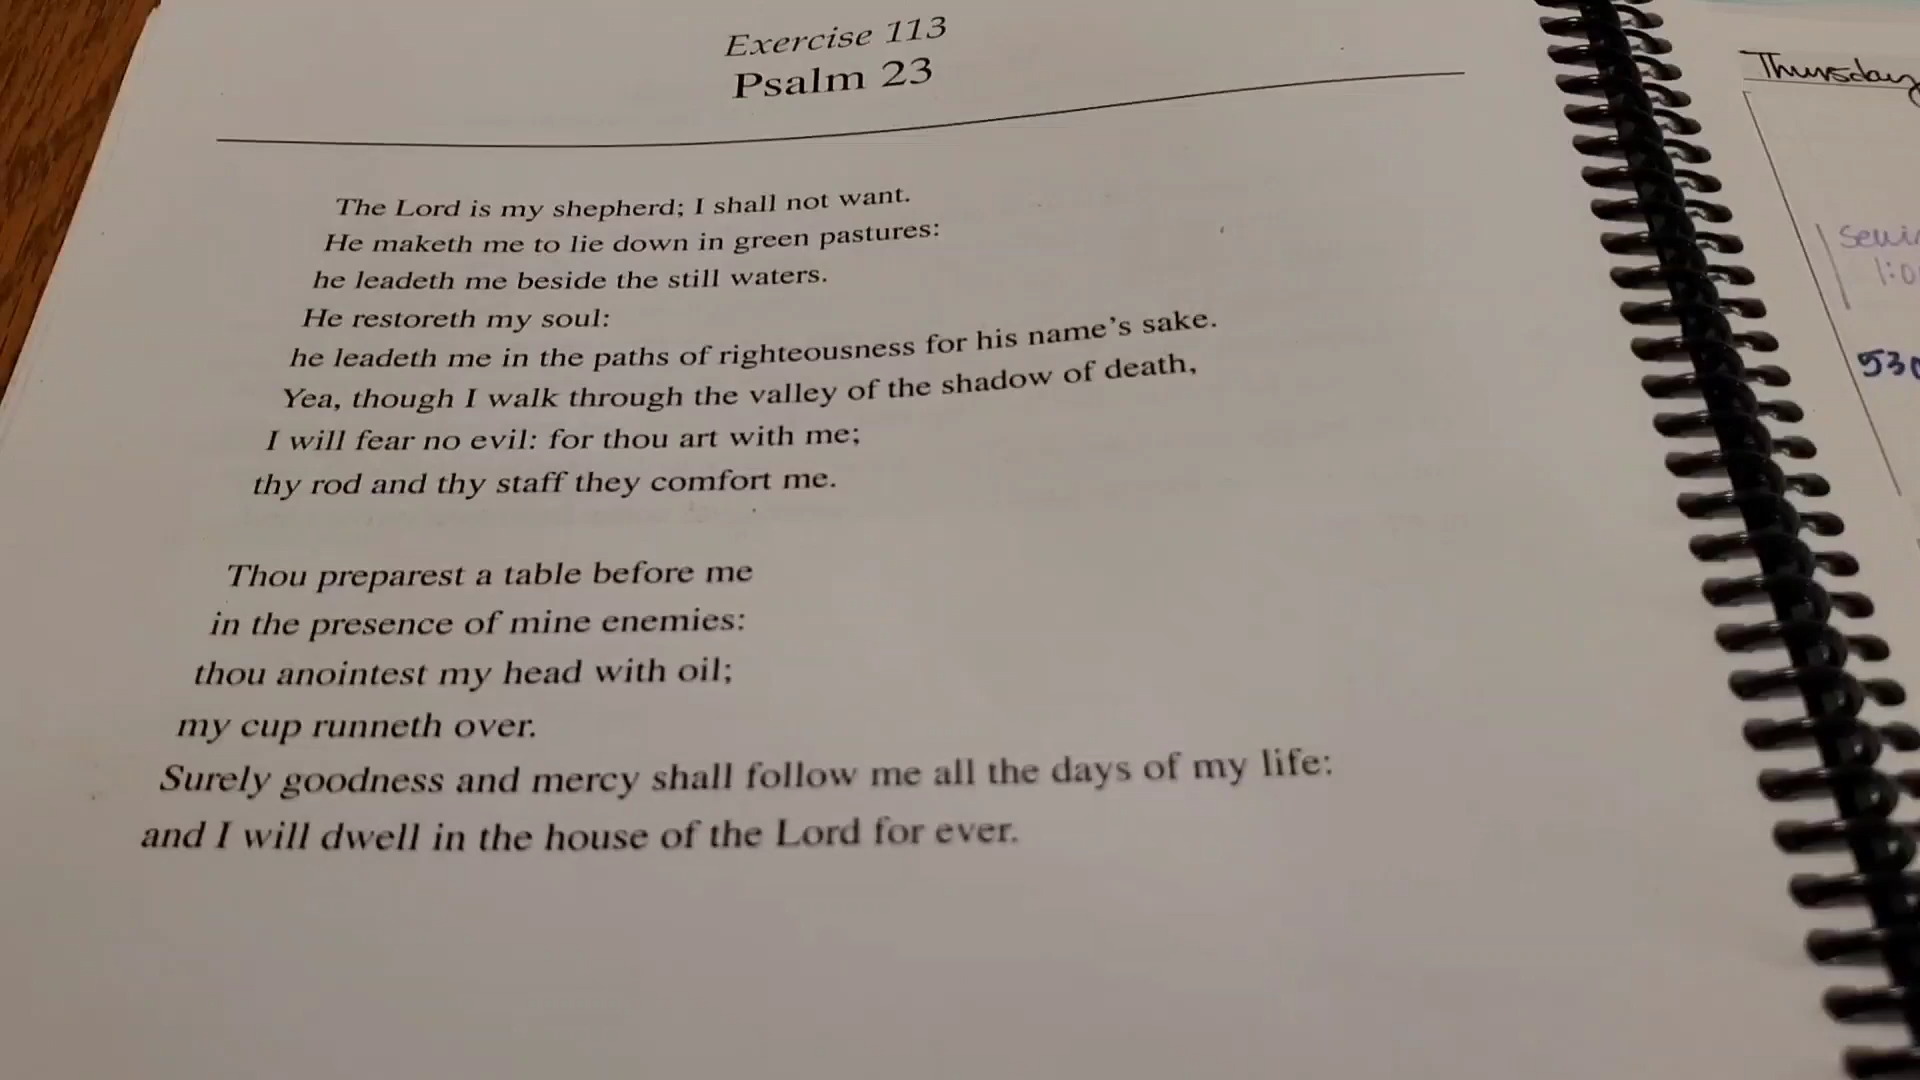 Exercise 113
Psalm 23
The Lord is my shepherd; I shall not want.
He maketh me to lie down in green pastures:
he leadeth me beside the still waters.
He restoreth my soul:
he leadeth me in the paths of righteousness for his name's sake.
Yea, though I walk through the valley of the shadow of death,
I will fear no evil: for thou art with me;
thy rod and thy staff they comfort me.
Thou preparest a table before me
in the presence of mine enemies:
thou anointest my head with oil;
my cup runneth over.
Surely goodness and mercy shall follow me all the days of my life:
and I will dwell in the house of the Lord for ever.
Thursday